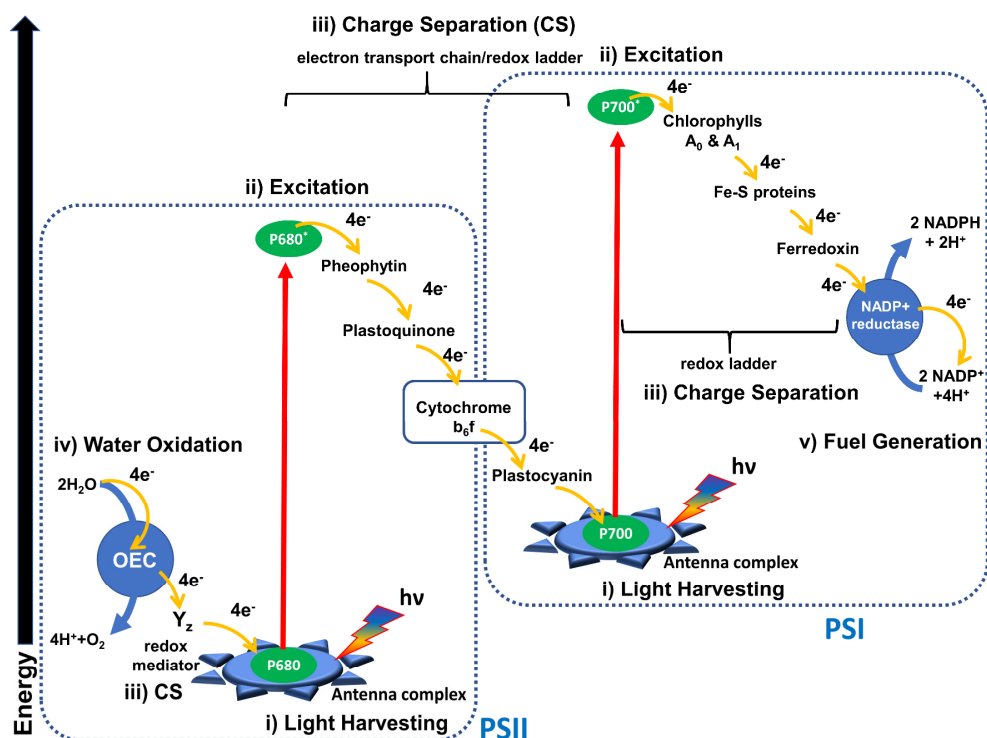 iii) Charge Separation (CS)
electron transport chain/redox ladder
ii) Excitation
P700*
4e-
Chlorophylls
A0 & A1
4e-
Fe-S proteins
4e-
Ferredoxin
4e-
2 NADPH
+ 2H+
NADP+
reductase
4e-
2 NADP+
+4H+
redox ladder
iii) Charge Separation
v) Fuel Generation
ii) Excitation
P680*
4e-
Pheophytin
4e-
Plastoquinone
4e-
Cytochrome
b6f
4e-
Plastocyanin
hν
P700
Antenna complex
i) Light Harvesting
PSI
iv) Water Oxidation
2H2O
4e-
OEC
4e-
4H++O2
Yz
redox
mediator
iii) CS
4e-
hν
P680
Antenna complex
i) Light Harvesting
PSII
Energy